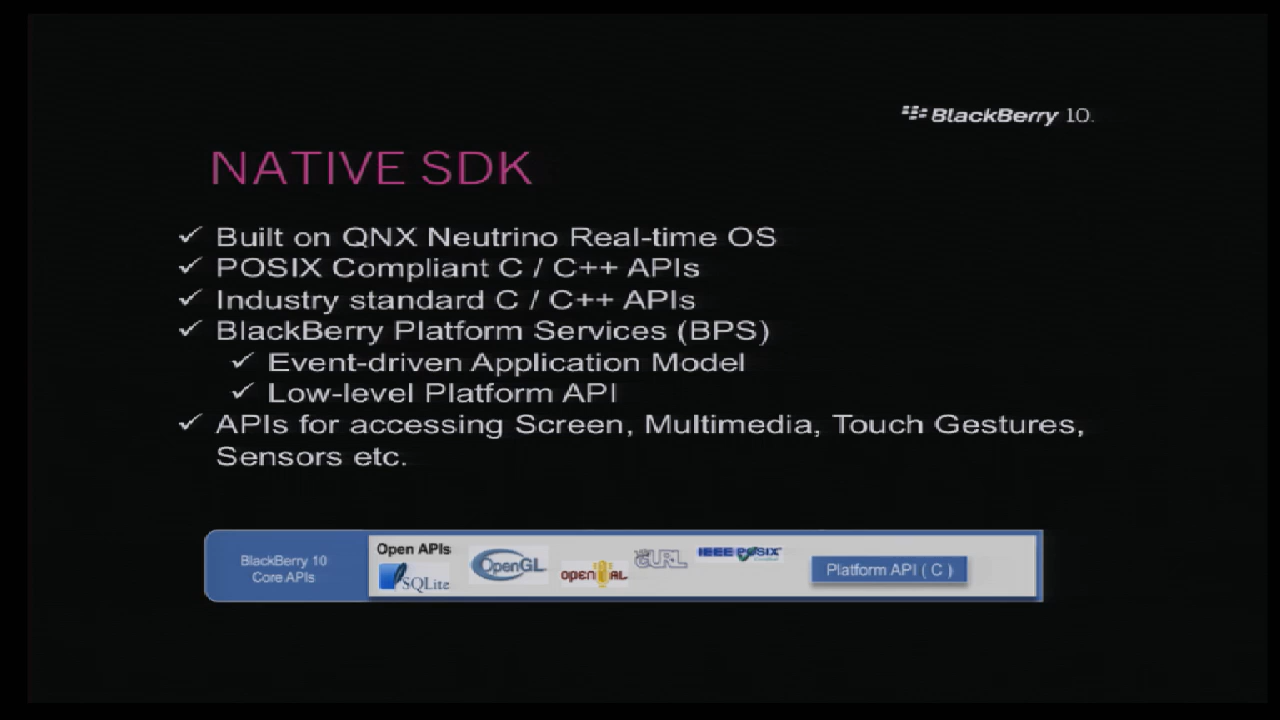 BlackBerry 10.
NATIVE SDK
✓ Built on QNX Neutrino Real-time OS
✓ POSIX Compliant C / C++ APIs
✓ Industry standard C / C++ APIs
✓ BlackBerry Platform Services (BPS)
✓ Event-driven Application Model
✓ Low-level Platform API
✓ APIs for accessing Screen, Multimedia, Touch Gestures,
Sensors etc.
BlackBerry 10
Core APIs
Open APIs
SQLite
OpenGL
OpenAL
cURL
IEEE POSIX
Platform API ( C )